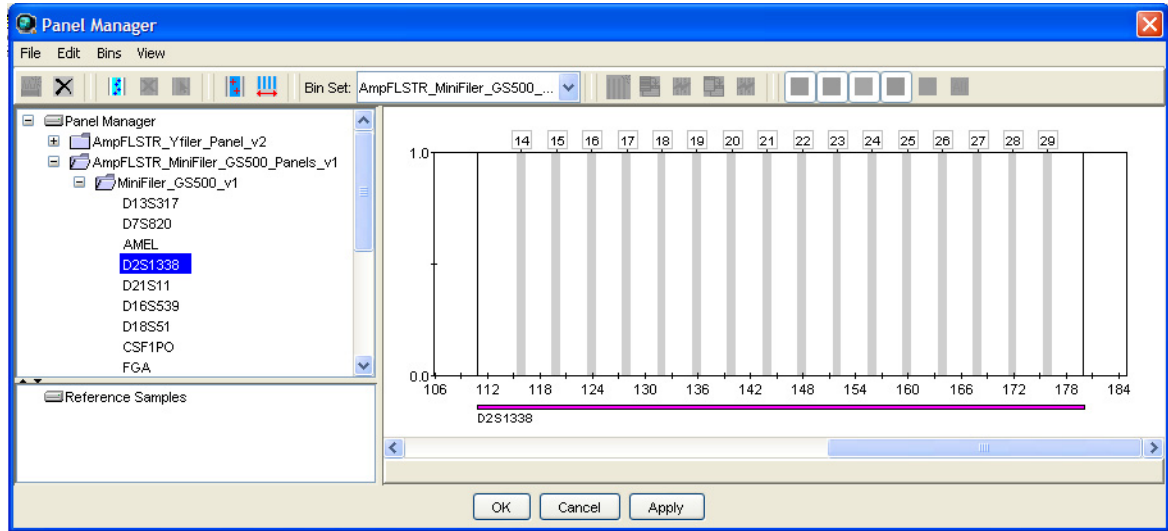 Panel Manager
File Edit Bins View
Bin Set: AmpFLSTR_MiniFiler_GS500_...
Panel Manager
AmpFLSTR_Yfiler_Panel_v2
AmpFLSTR_MiniFiler_GS500_Panels_v1
MiniFiler_GS500_v1
D13S317
D7S820
AMEL
D2S1338
D21S11
D16S539
D18S51
CSF1PO
FGA
Reference Samples
14 15 16 17 18 19 20 21 22 23 24 25 26 27 28 29
1.0
0.0
106 112 118 124 130 136 142 148 154 160 166 172 178 184
D2S1338
OK Cancel Apply